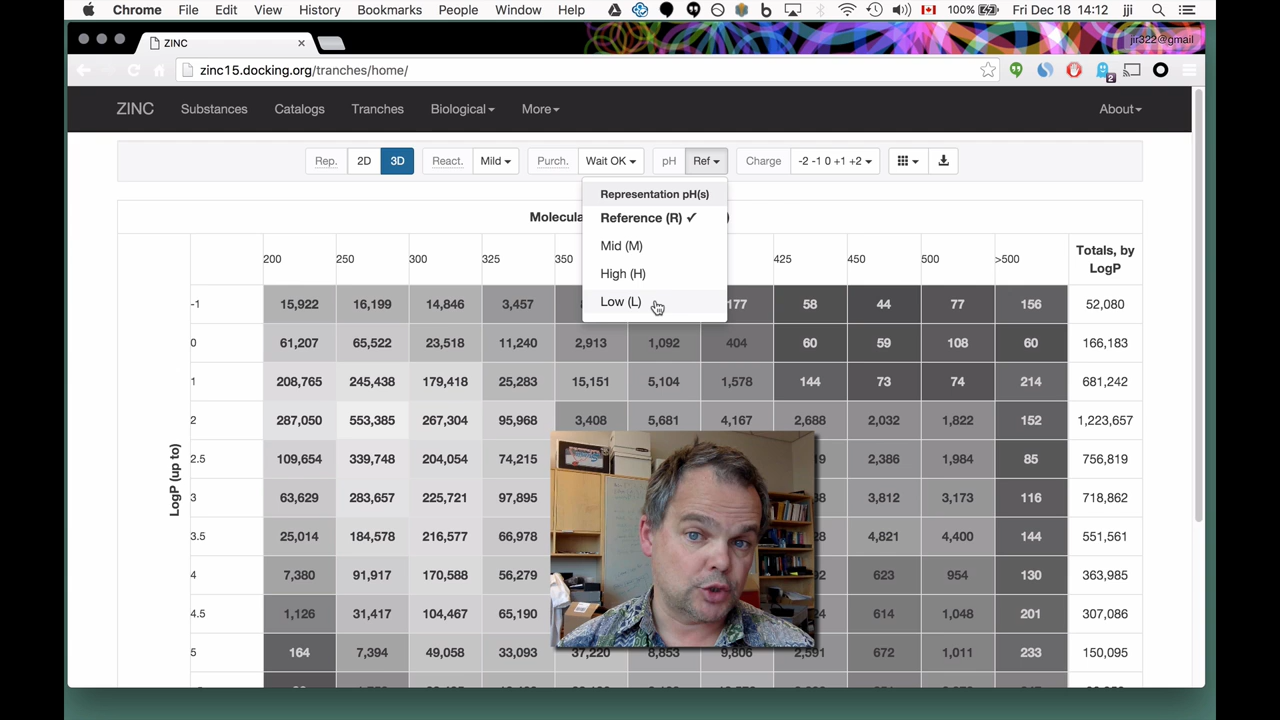 Chrome File Edit View History Bookmarks People Window Help 100% Fri Dec 18 14:12 jji
ZINC
jir322@gmail
zinc15.docking.org/tranches/home/
2
ZINC Substances Catalogs Tranches Biological More About
Rep. 2D 3D React. Mild Purch. Wait OK pH Ref Charge -2 -1 0 +1 +2
Representation pH(s)
Reference (R) ✓
Mid (M)
High (H)
Low (L)
Molecula )
200 250 300 325 350 425 450 500 >500 Totals, by
LogP
LogP (up to)
-1 15,922 16,199 14,846 3,457 177 58 44 77 156 52,080
0 61,207 65,522 23,518 11,240 2,913 1,092 404 60 59 108 60 166,183
1 208,765 245,438 179,418 25,283 15,151 5,104 1,578 144 73 74 214 681,242
2 287,050 553,385 267,304 95,968 3,408 5,681 4,167 2,688 2,032 1,822 152 1,223,657
2.5 109,654 339,748 204,054 74,215 19 2,386 1,984 85 756,819
3 63,629 283,657 225,721 97,895 3,812 3,173 116 718,862
3.5 25,014 184,578 216,577 66,978 4,821 4,400 144 551,561
4 7,380 91,917 170,588 56,279 623 954 130 363,985
4.5 1,126 31,417 104,467 65,190 614 1,048 201 307,086
5 164 7,394 49,058 33,093 37,220 8,853 9,806 2,591 672 1,011 233 150,095